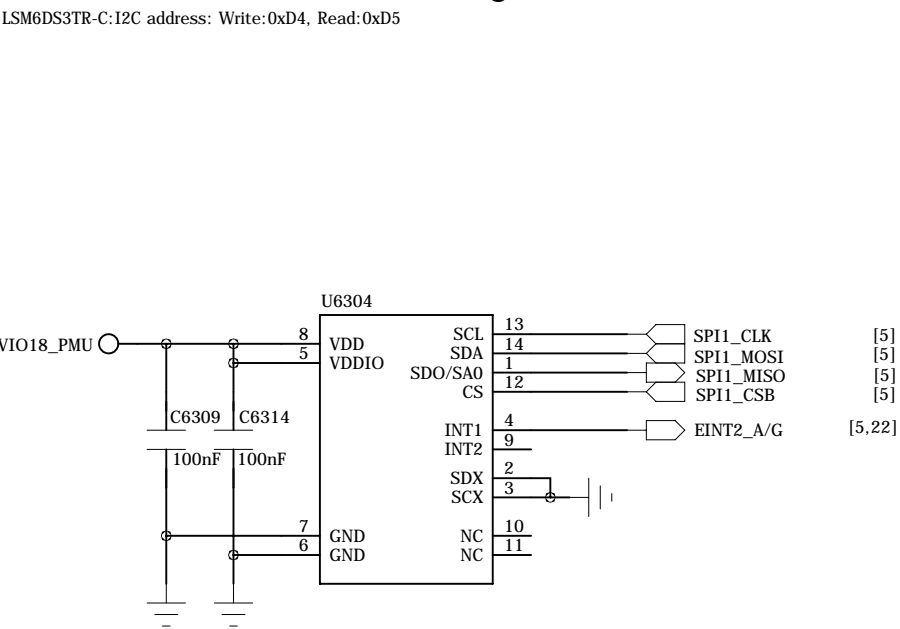 LSM6DS3TR-C:I2C address: Write:0xD4, Read:0xD5
U6304
VIO18_PMU
8 VDD
5 VDDIO
SCL 13 SPI1_CLK [5]
SDA 14 SPI1_MOSI [5]
SDO/SA0 1 SPI1_MISO [5]
CS 12 SPI1_CSB [5]
C6309 C6314
100nF 100nF
INT1 4 EINT2_A/G [5,22]
INT2 9
SDX 2
SCX 3
7 GND
6 GND
NC 10
NC 11